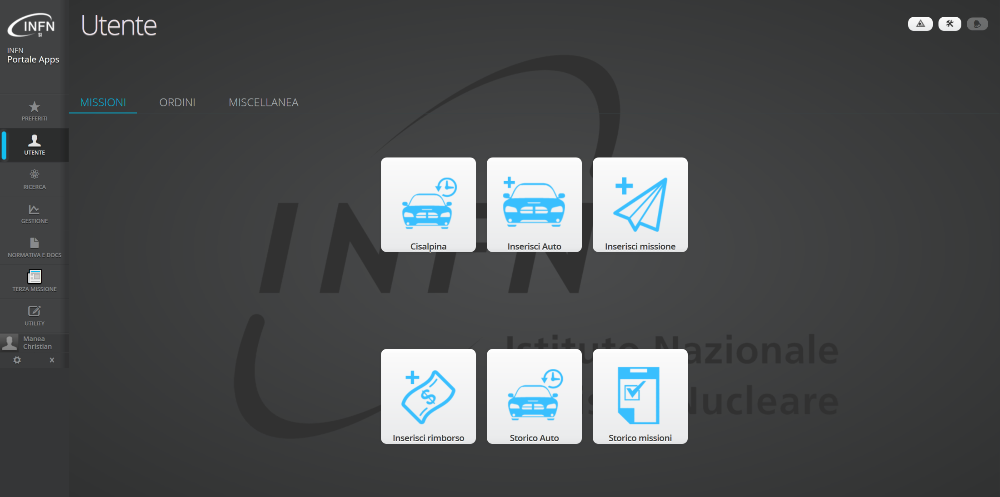 INFN
SI
INFN
Portale Apps
PREFERITI
UTENTE
RICERCA
GESTIONE
NORMATIVA E DOCS
TERZA MISSIONE
UTILITY
Manea
Christian
Utente
MISSIONI
ORDINI
MISCELLANEA
INFN
Cisalpina
Inserisci Auto
Inserisci missione
Istituto Nazionale
Nucleare
Inserisci rimborso
Storico Auto
Storico missioni